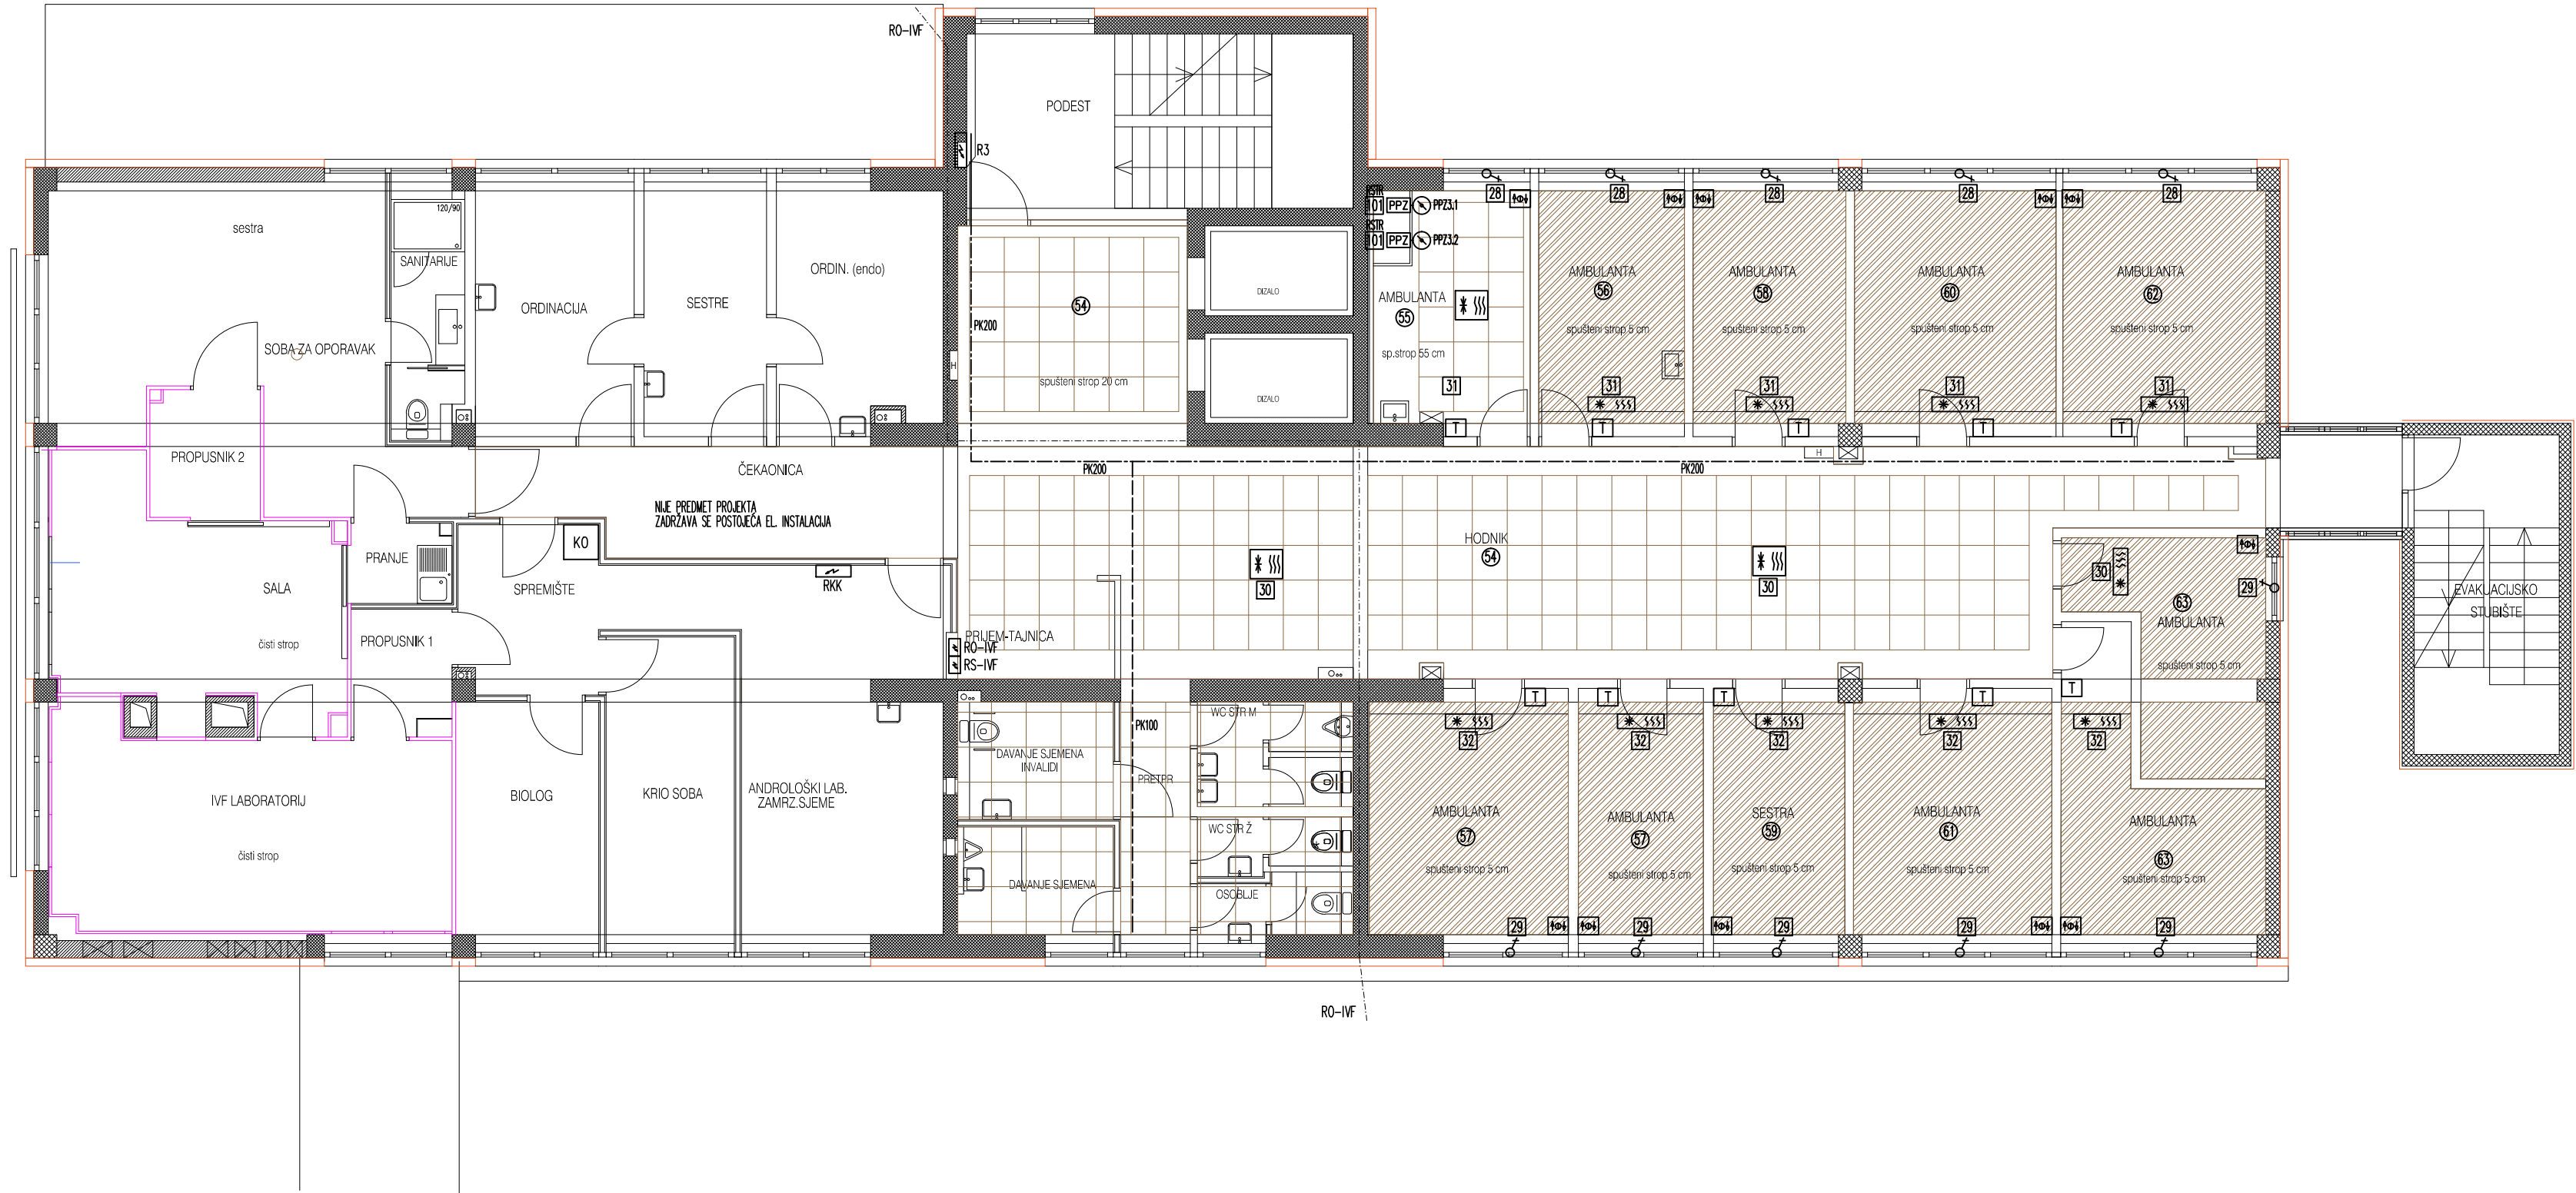 RO-IVF
PODEST
R3
120/90
sestra
SANITARIJE
SOBA ZA OPORAVAK
ORDINACIJA
SESTRE
ORDIN. (endo)
54
PK200
spušteni strop 20 cm
H
DIZALO
DIZALO
RSTR
101 PPZ PPZ3.1
RSTR
101 PPZ PPZ3.2
28
28
28
28
28
AMBULANTA
55
sp.strop 55 cm
AMBULANTA
56
spušteni strop 5 cm
AMBULANTA
58
spušteni strop 5 cm
AMBULANTA
60
spušteni strop 5 cm
AMBULANTA
62
spušteni strop 5 cm
31
31
31
31
31
T
T
T
T
T
PROPUSNIK 2
ČEKAONICA
NIJE PREDMET PROJEKTA
ZADRŽAVA SE POSTOJEĆA EL. INSTALACIJA
PK200
PK200
H
KO
PRANJE
SALA
čisti strop
SPREMIŠTE
RKK
PROPUSNIK 1
PRIJEM-TAJNICA
RO-IVF
RS-IVF
30
HODNIK
54
30
30
29
63
AMBULANTA
spušteni strop 5 cm
EVAKUACIJSKO
STUBIŠTE
T
T
T
T
T
32
32
32
32
32
IVF LABORATORIJ
čisti strop
BIOLOG
KRIO SOBA
ANDROLOŠKI LAB.
ZAMRZ.SJEME
DAVANJE SJEMENA
INVALIDI
PK100
PRETPR
WC STR M
WC STR Ž
DAVANJE SJEMENA
OSOBLJE
AMBULANTA
57
spušteni strop 5 cm
AMBULANTA
57
spušteni strop 5 cm
SESTRA
59
spušteni strop 5 cm
AMBULANTA
61
spušteni strop 5 cm
AMBULANTA
63
spušteni strop 5 cm
29
29
29
29
29
RO-IVF